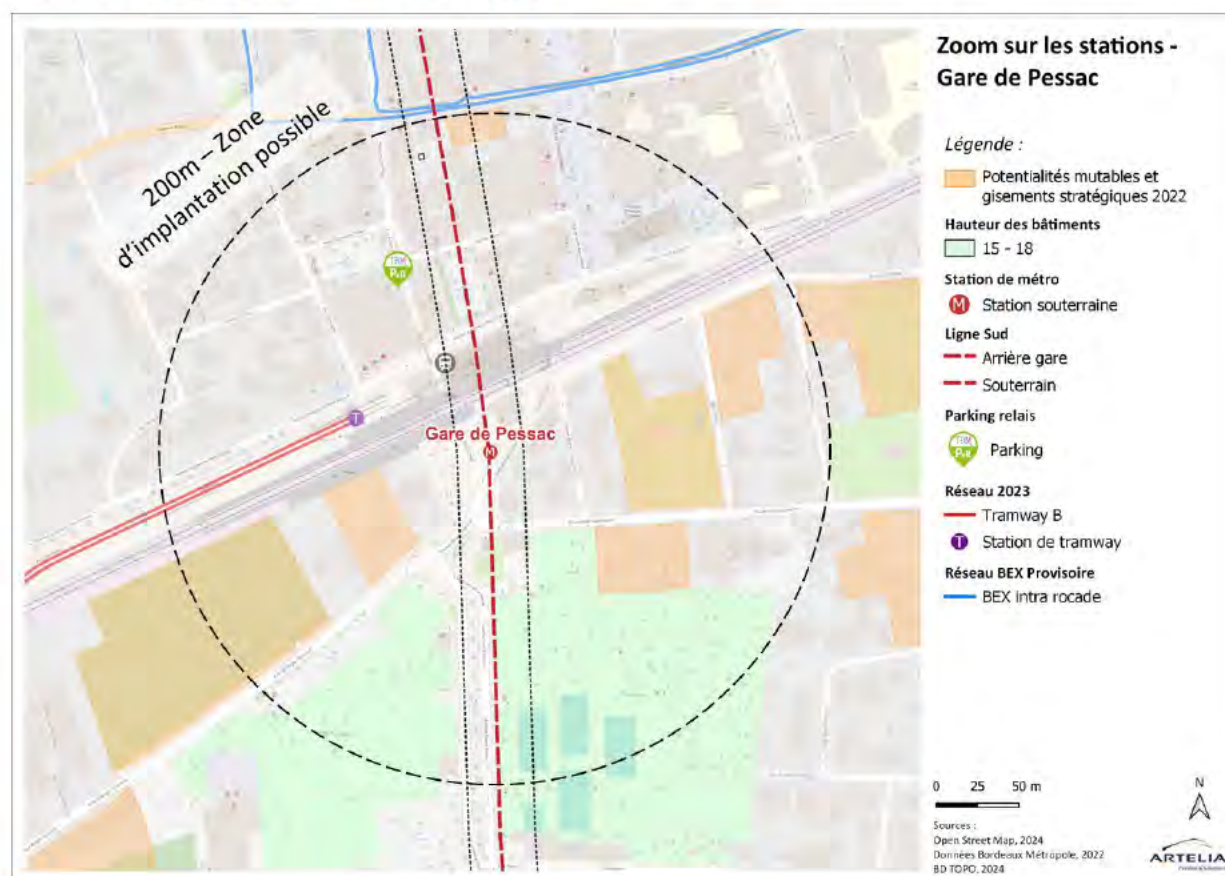 Zoom sur les stations -
Gare de Pessac
200m – Zone
d'implantation possible
Gare de Pessac
M
T
P+R
Légende :
Potentialités mutables et
gisements stratégiques 2022
Hauteur des bâtiments
15 - 18
Station de métro
M Station souterraine
Ligne Sud
Arrière gare
Souterrain
Parking relais
P+R Parking
Réseau 2023
Tramway B
T Station de tramway
Réseau BEX Provisoire
BEX Intra rocade
0 25 50 m
N
Sources :
Open Street Map, 2024
Données Bordeaux Métropole, 2022
BD TOPO, 2024
ARTELIA